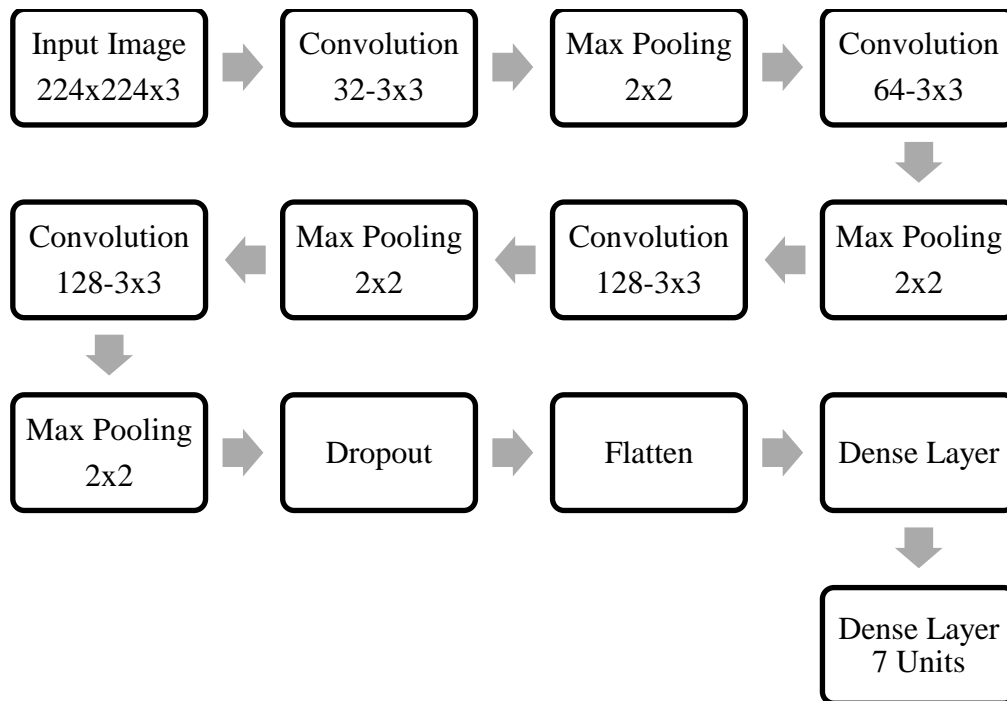 Input Image
224x224x3
Convolution
32-3x3
Max Pooling
2x2
Convolution
64-3x3
Convolution
128-3x3
Max Pooling
2x2
Convolution
128-3x3
Max Pooling
2x2
Max Pooling
2x2
Dropout
Flatten
Dense Layer
Dense Layer
7 Units